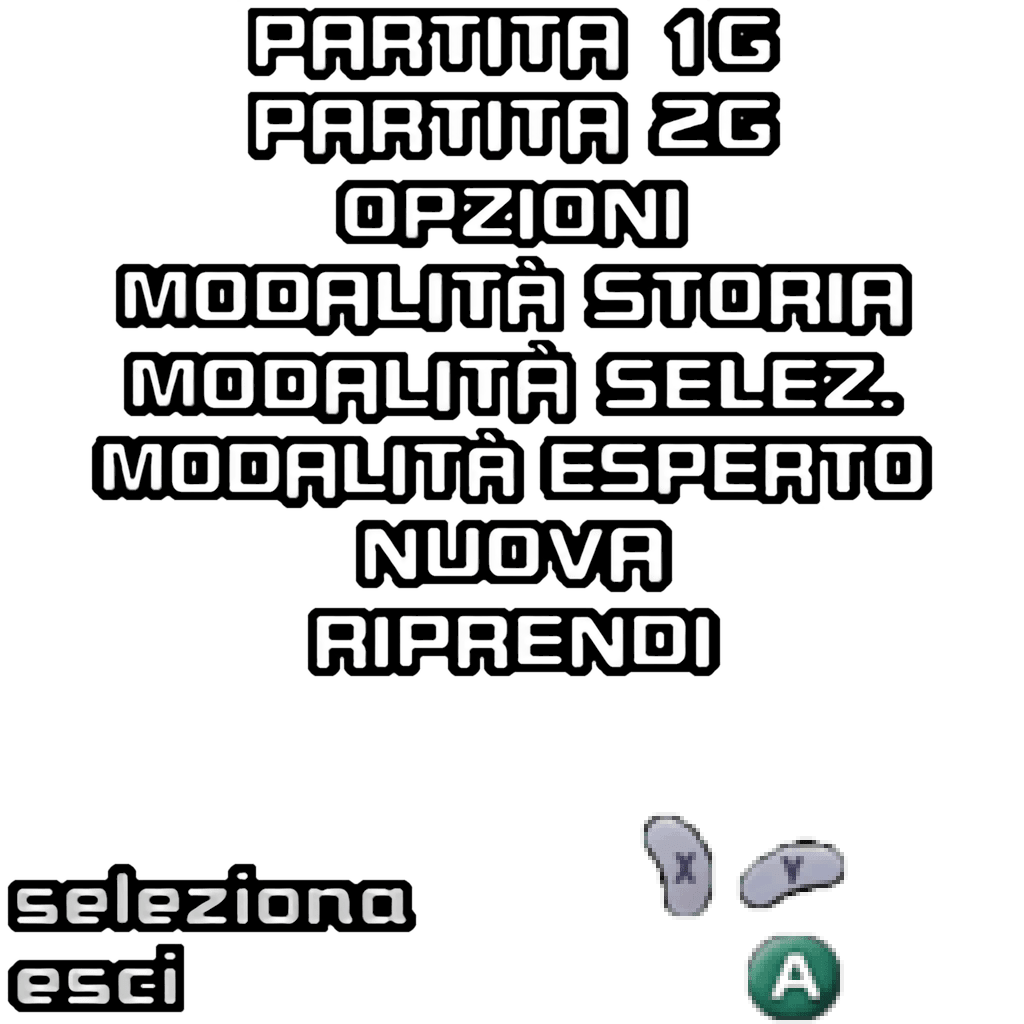 PARTITA 1G
PARTITA 2G
OPZIONI
MODALITÀ STORIA
MODALITÀ SELEZ.
MODALITÀ ESPERTO
NUOVA
RIPRENDI
X Y
seleziona
esci
A